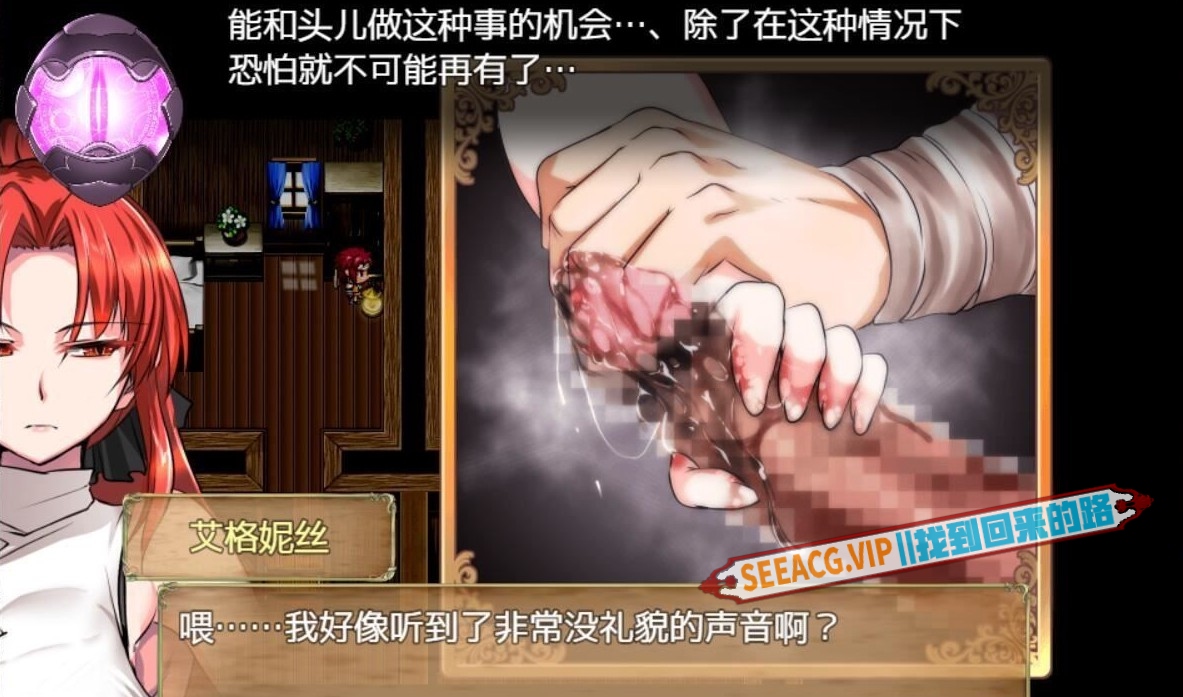 能和头儿做这种事的机会…、除了在这种情况下
恐怕就不可能再有了…
艾格妮丝
SEEACG.VIP||找到回来的路
喂……我好像听到了非常没礼貌的声音啊？